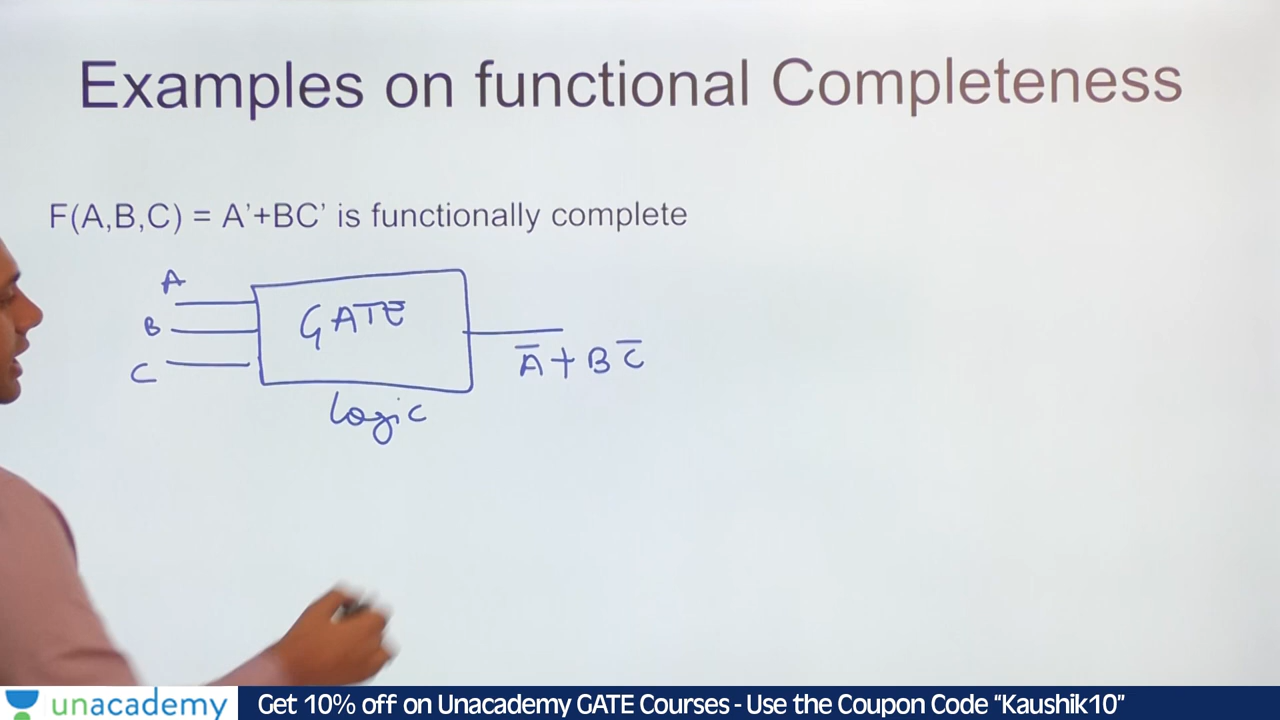 Examples on functional Completeness
F(A,B,C) = A'+BC' is functionally complete
A
B
C
GATE
Logic
A̅ + B C̅
unacademy
Get 10% off on Unacademy GATE Courses - Use the Coupon Code “Kaushik10”